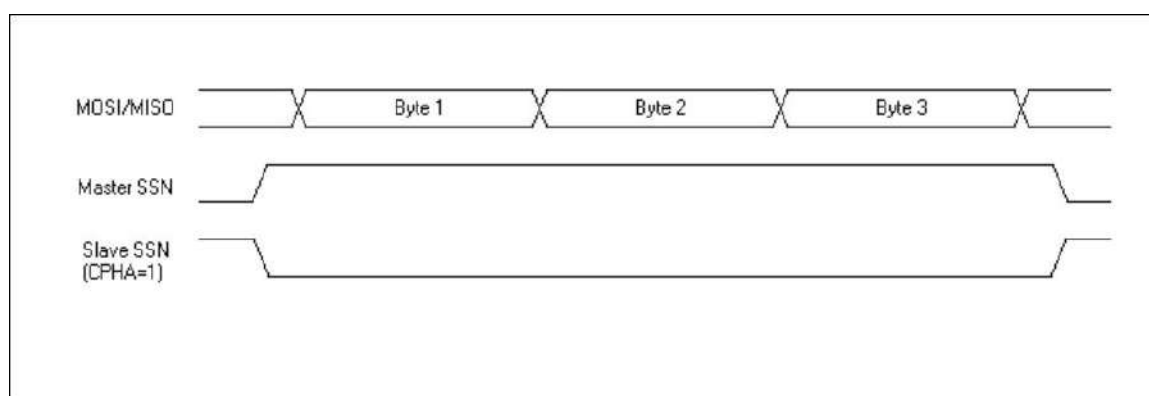 MOSI/MISO
Byte 1
Byte 2
Byte 3
Master SSN
Slave SSN
(CPHA=1)